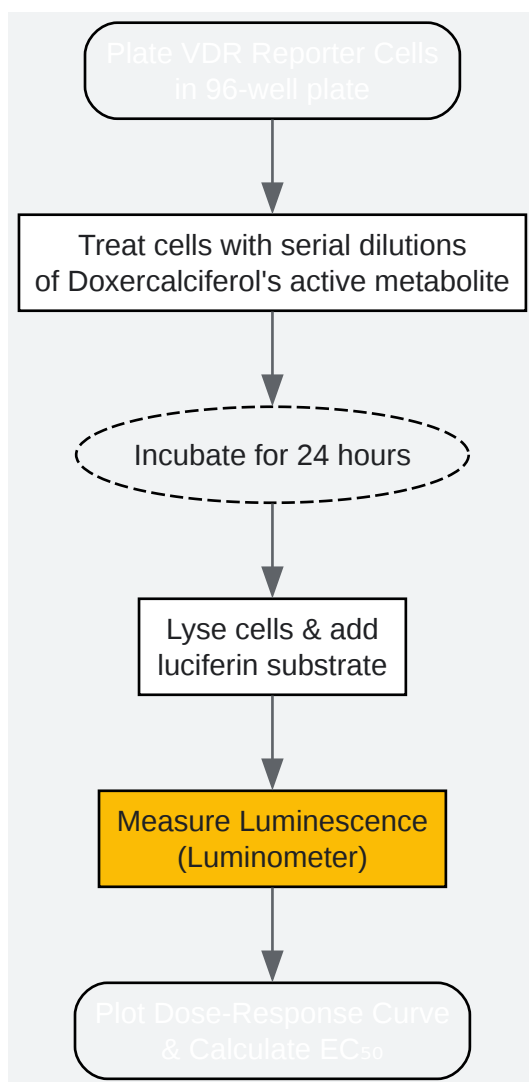 Plate VDR Reporter Cells
in 96-well plate
Treat cells with serial dilutions
of Doxercalciferol's active metabolite
Incubate for 24 hours
Lyse cells & add
luciferin substrate
Measure Luminescence
(Luminometer)
Plot Dose-Response Curve
& Calculate EC₅₀